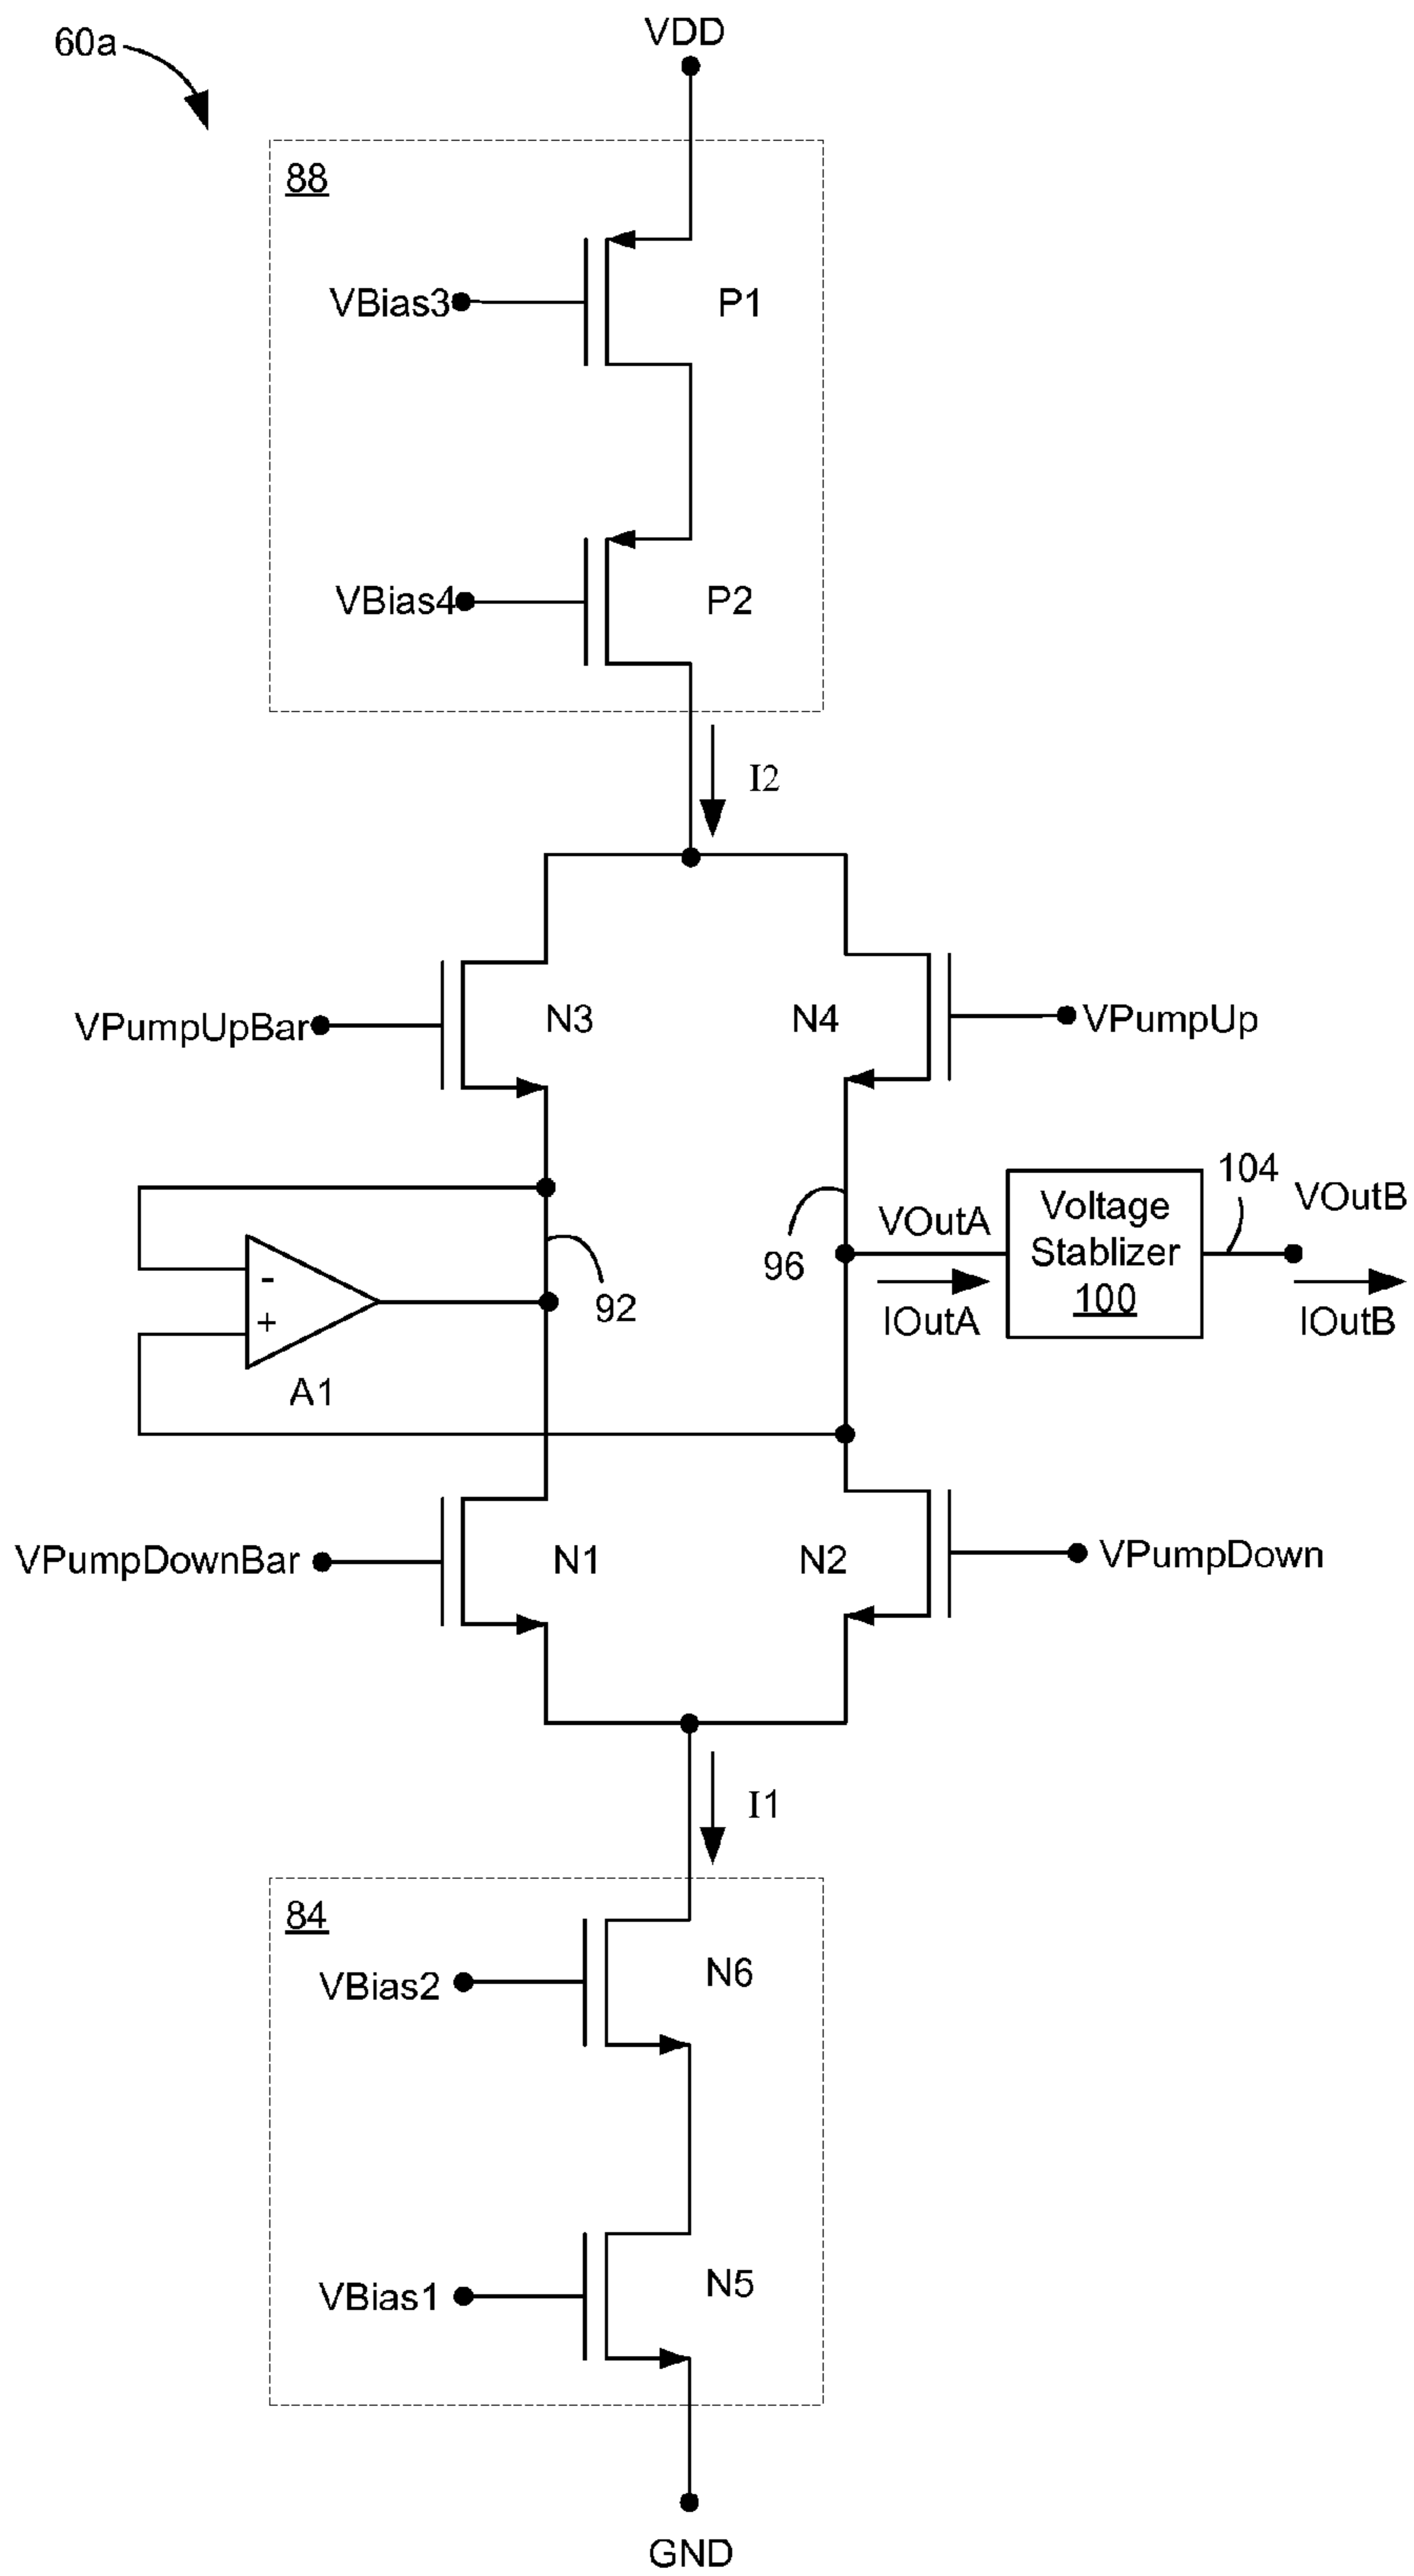 60a
VDD
88
VBias3
P1
VBias4
P2
I2
VPumpUpBar
N3
N4
VPumpUp
-
+
A1
92
96
VOutA
IOutA
Voltage
Stablizer
100
104
VOutB
IOutB
VPumpDownBar
N1
N2
VPumpDown
I1
84
VBias2
N6
VBias1
N5
GND